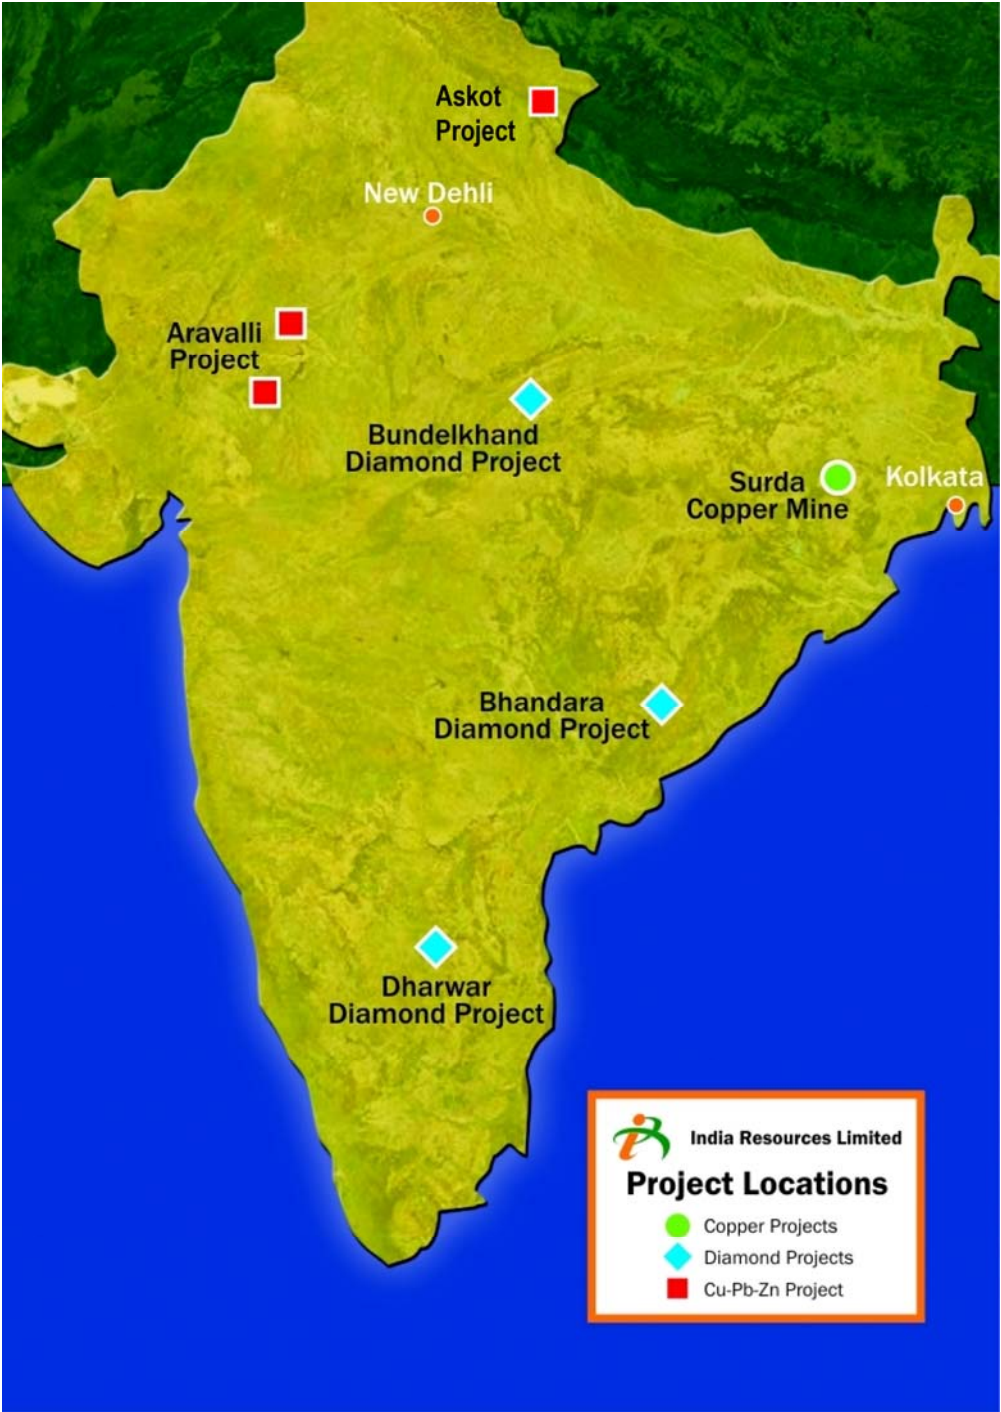 Askot
Project
New Dehli
Aravalli
Project
Bundelkhand
Diamond Project
Surda
Copper Mine
Kolkata
Bhandara
Diamond Project
Dharwar
Diamond Project
India Resources Limited
Project Locations
Copper Projects
Diamond Projects
Cu-Pb-Zn Project